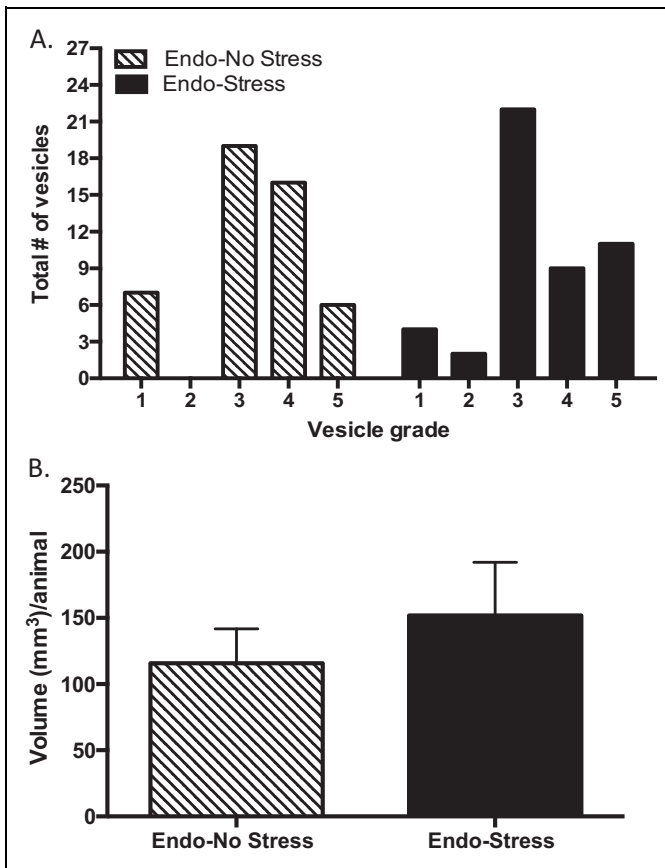 A.
Endo-No Stress
Endo-Stress
Total # of vesicles
27
24
21
18
15
12
9
6
3
0
1 2 3 4 5 1 2 3 4 5
Vesicle grade
B.
Volume (mm³)/animal
250
200
150
100
50
0
Endo-No Stress Endo-Stress